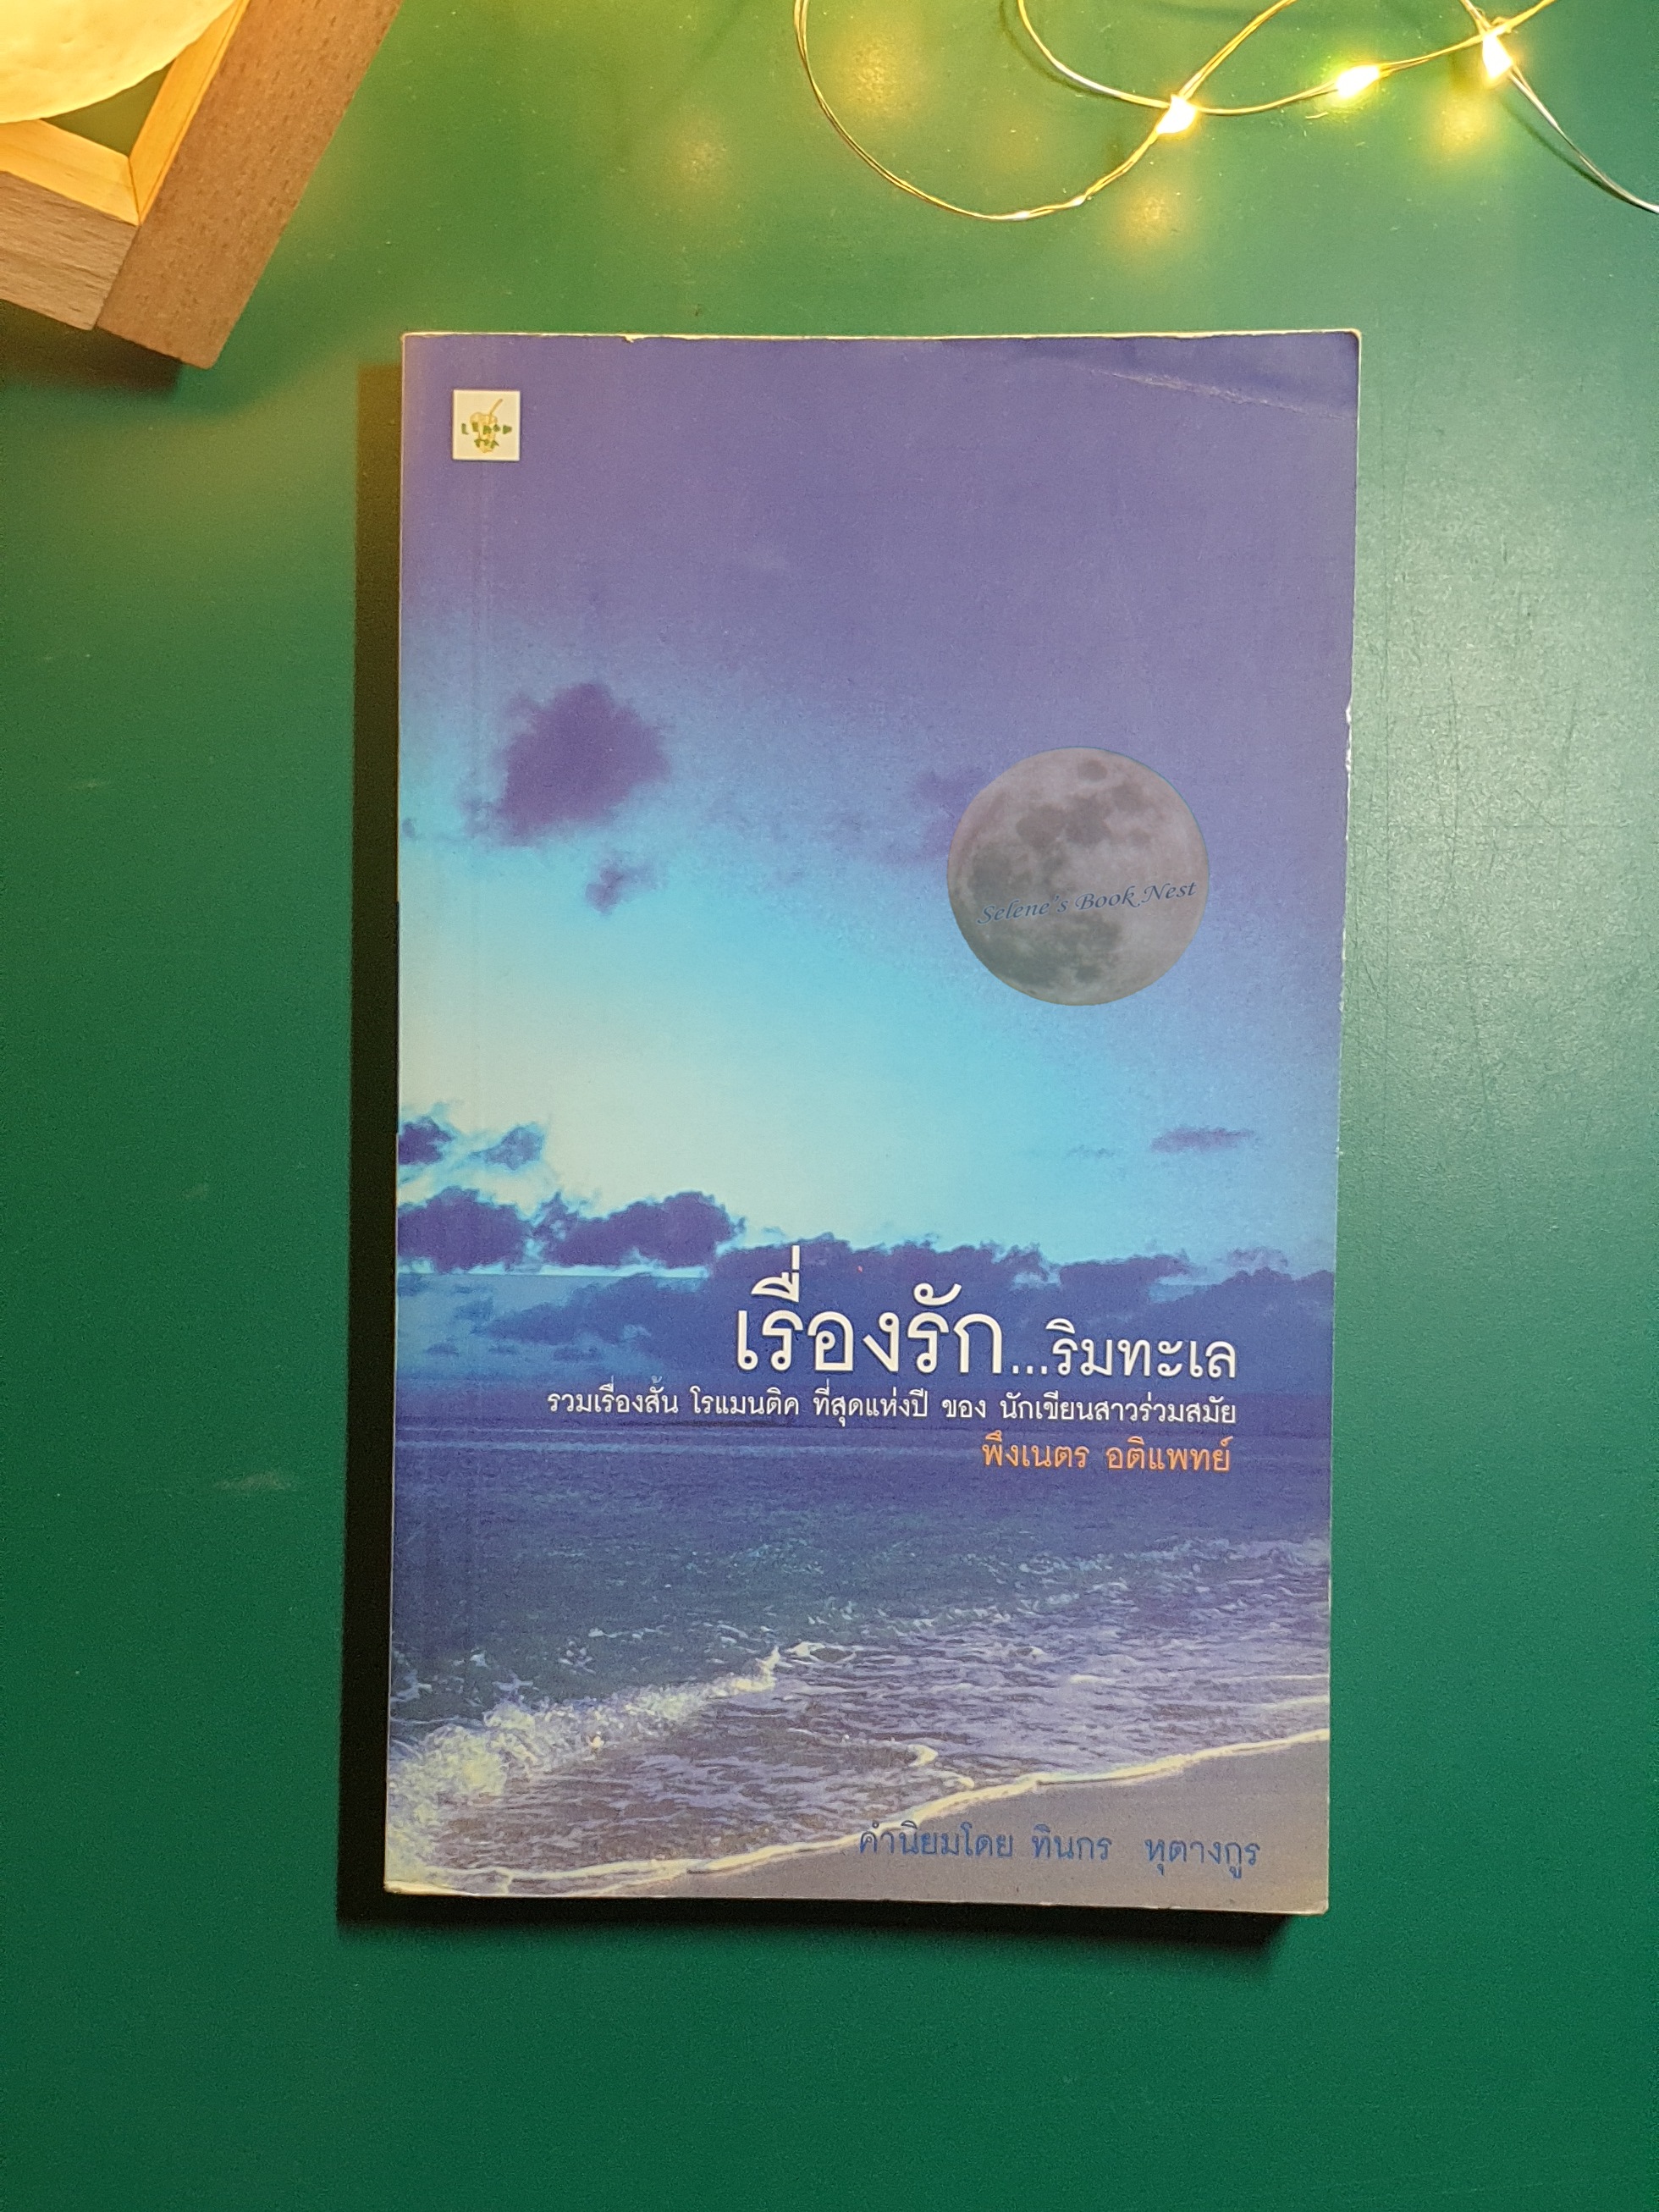 LEMON
TEA
Selene's Book Nest
เรื่องรัก...ริมทะเล
รวมเรื่องสั้น โรแมนติค ที่สุดแห่งปี ของ นักเขียนสาวร่วมสมัย
พึงเนตร อติแพทย์
คำนิยมโดย ทินกร หุตางกูร